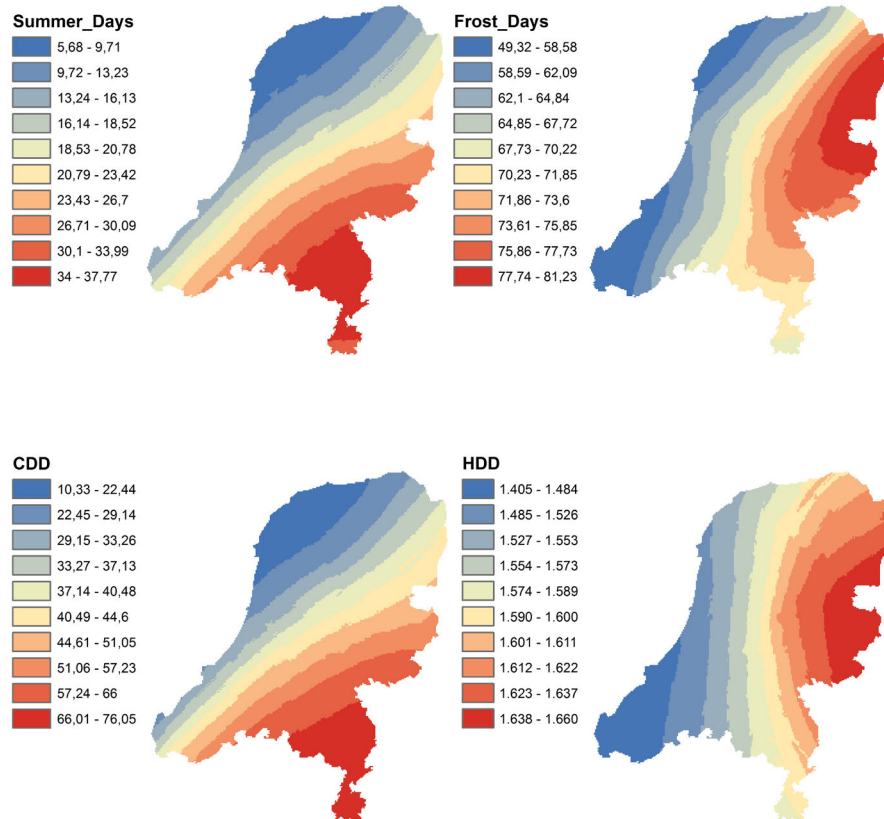 Summer_Days
5,68 - 9,71
9,72 - 13,23
13,24 - 16,13
16,14 - 18,52
18,53 - 20,78
20,79 - 23,42
23,43 - 26,7
26,71 - 30,09
30,1 - 33,99
34 - 37,77
Frost_Days
49,32 - 58,58
58,59 - 62,09
62,1 - 64,84
64,85 - 67,72
67,73 - 70,22
70,23 - 71,85
71,86 - 73,6
73,61 - 75,85
75,86 - 77,73
77,74 - 81,23
CDD
10,33 - 22,44
22,45 - 29,14
29,15 - 33,26
33,27 - 37,13
37,14 - 40,48
40,49 - 44,6
44,61 - 51,05
51,06 - 57,23
57,24 - 66
66,01 - 76,05
HDD
1.405 - 1.484
1.485 - 1.526
1.527 - 1.553
1.554 - 1.573
1.574 - 1.589
1.590 - 1.600
1.601 - 1.611
1.612 - 1.622
1.623 - 1.637
1.638 - 1.660